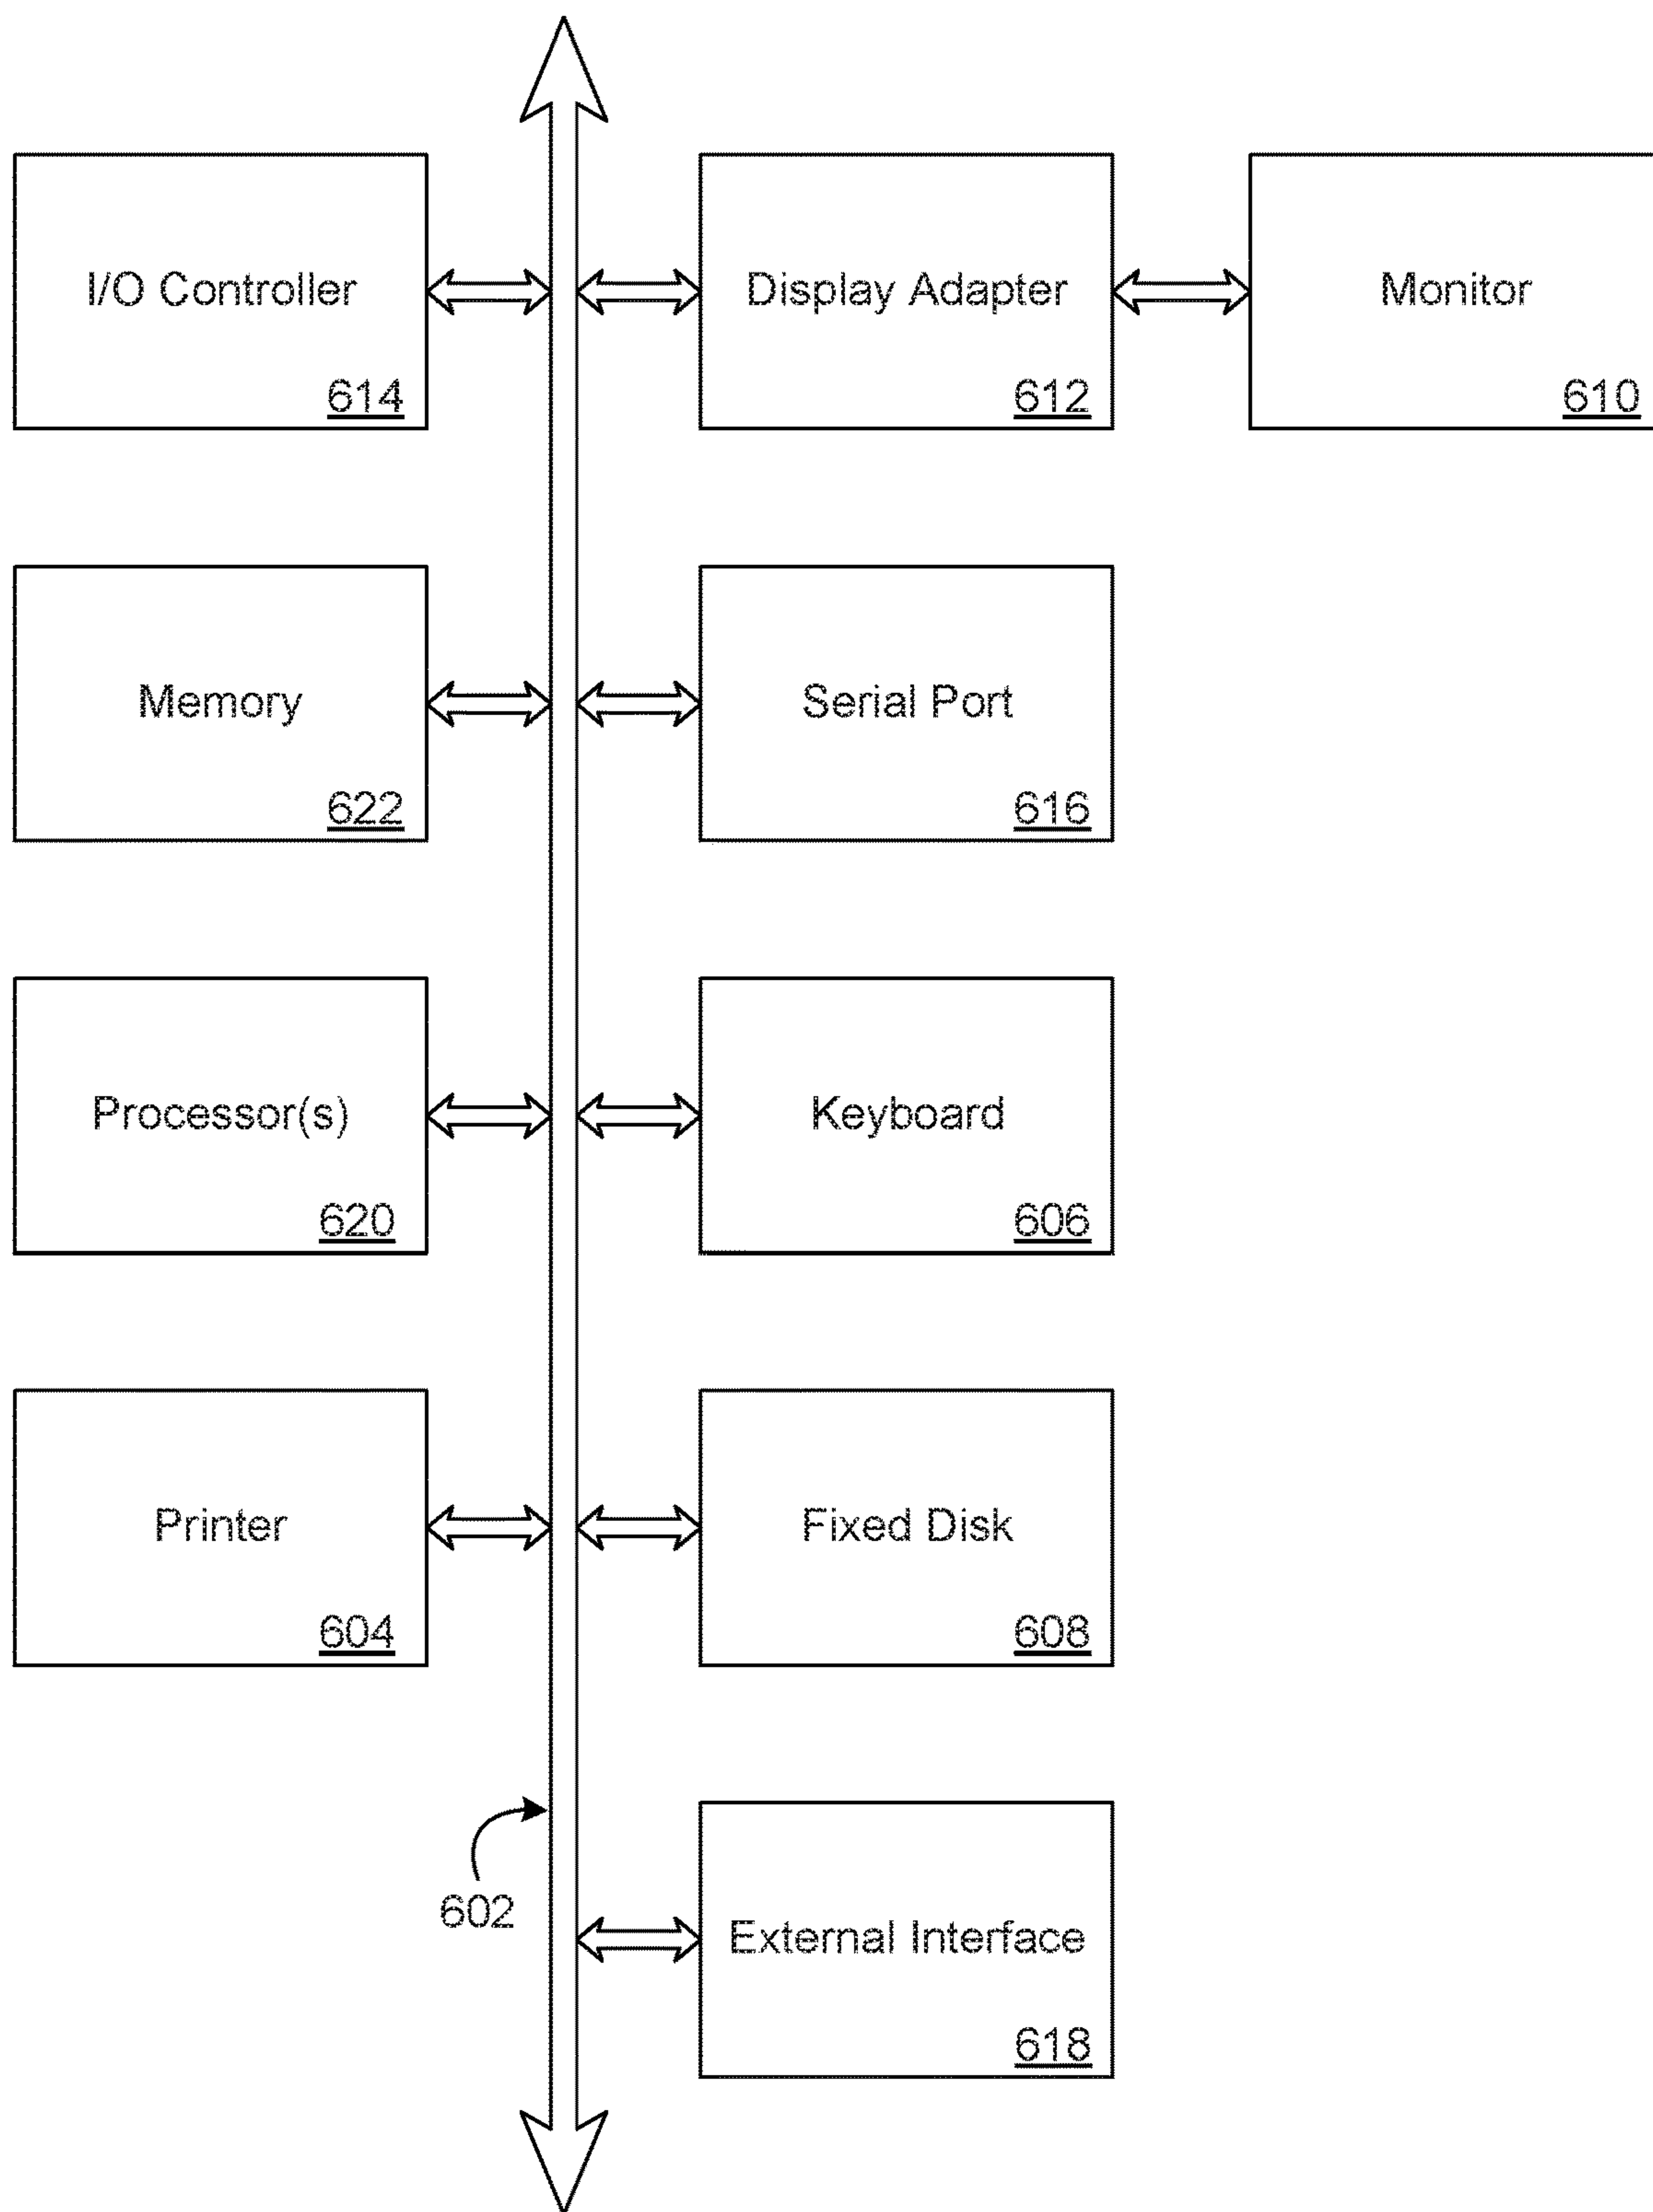 I/O Controller
614
Display Adapter
612
Monitor
610
Memory
622
Serial Port
616
Processor(s)
620
Keyboard
606
Printer
604
Fixed Disk
608
602
External Interface
618